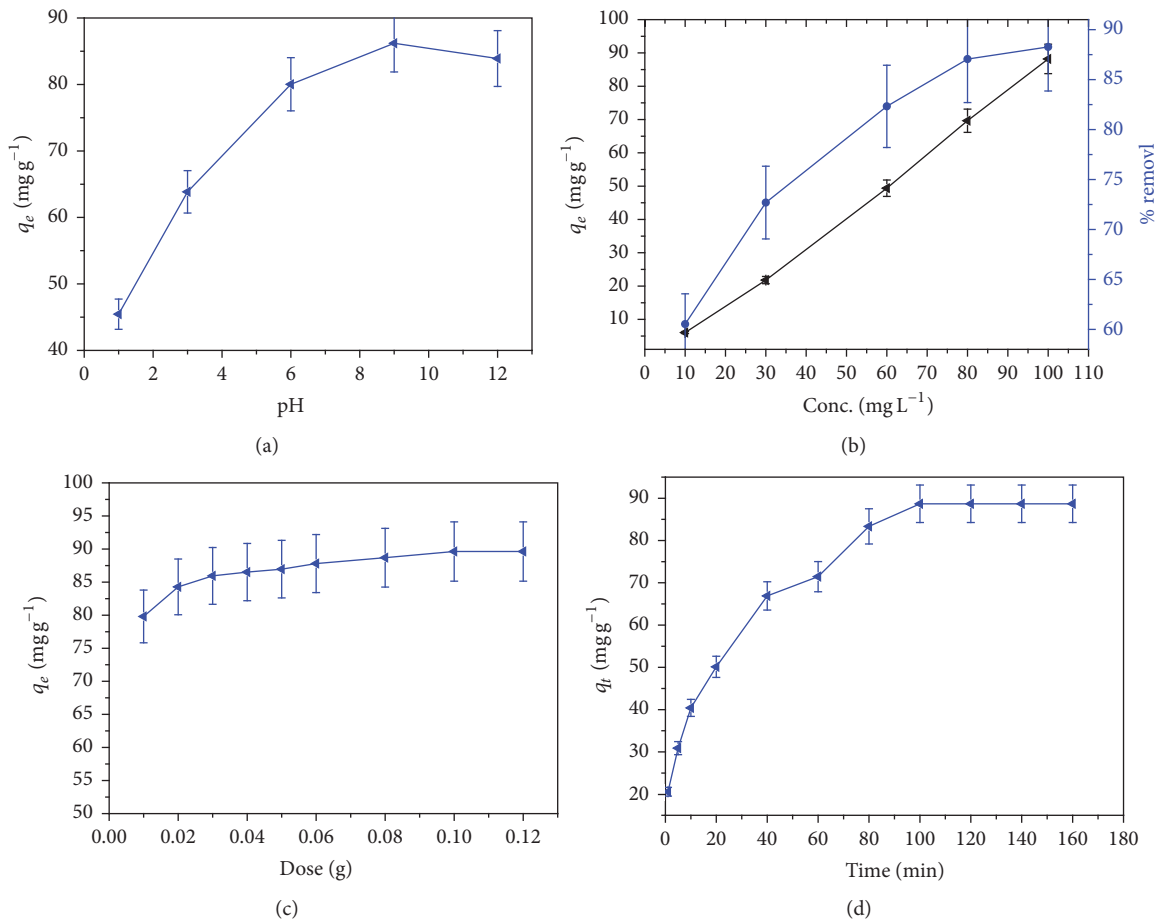 90
80
70
60
50
40
q_e (mg g⁻¹)
0 2 4 6 8 10 12
pH
(a)
100
90
80
70
60
50
40
30
20
10
q_e (mg g⁻¹)
90
85
80
75
70
65
60
% removl
0 10 20 30 40 50 60 70 80 90 100 110
Conc. (mg L⁻¹)
(b)
100
95
90
85
80
75
70
65
60
55
50
q_e (mg g⁻¹)
0.00 0.02 0.04 0.06 0.08 0.10 0.12
Dose (g)
(c)
90
80
70
60
50
40
30
20
q_t (mg g⁻¹)
0 20 40 60 80 100 120 140 160 180
Time (min)
(d)